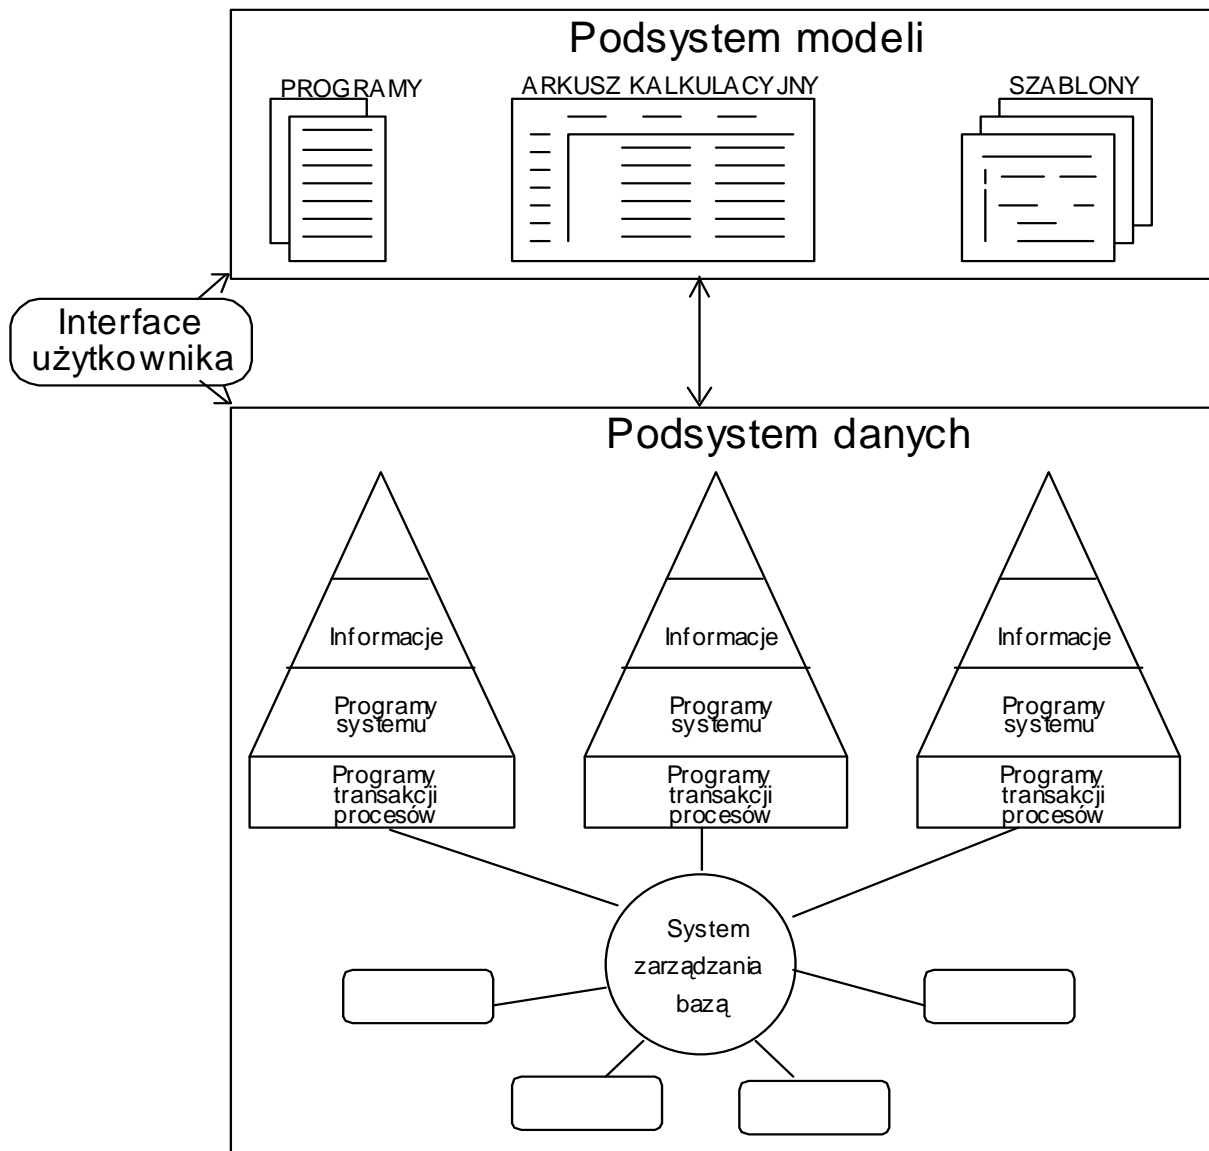 Podsystem modeli
PROGRAMY
ARKUSZ KALKULACYJNY
SZABLONY
Interface
użytkownika
Podsystem danych
Informacje
Informacje
Informacje
Programy
systemu
Programy
systemu
Programy
systemu
Programy
transakcji
procesów
Programy
transakcji
procesów
Programy
transakcji
procesów
System
zarządzania
bazą